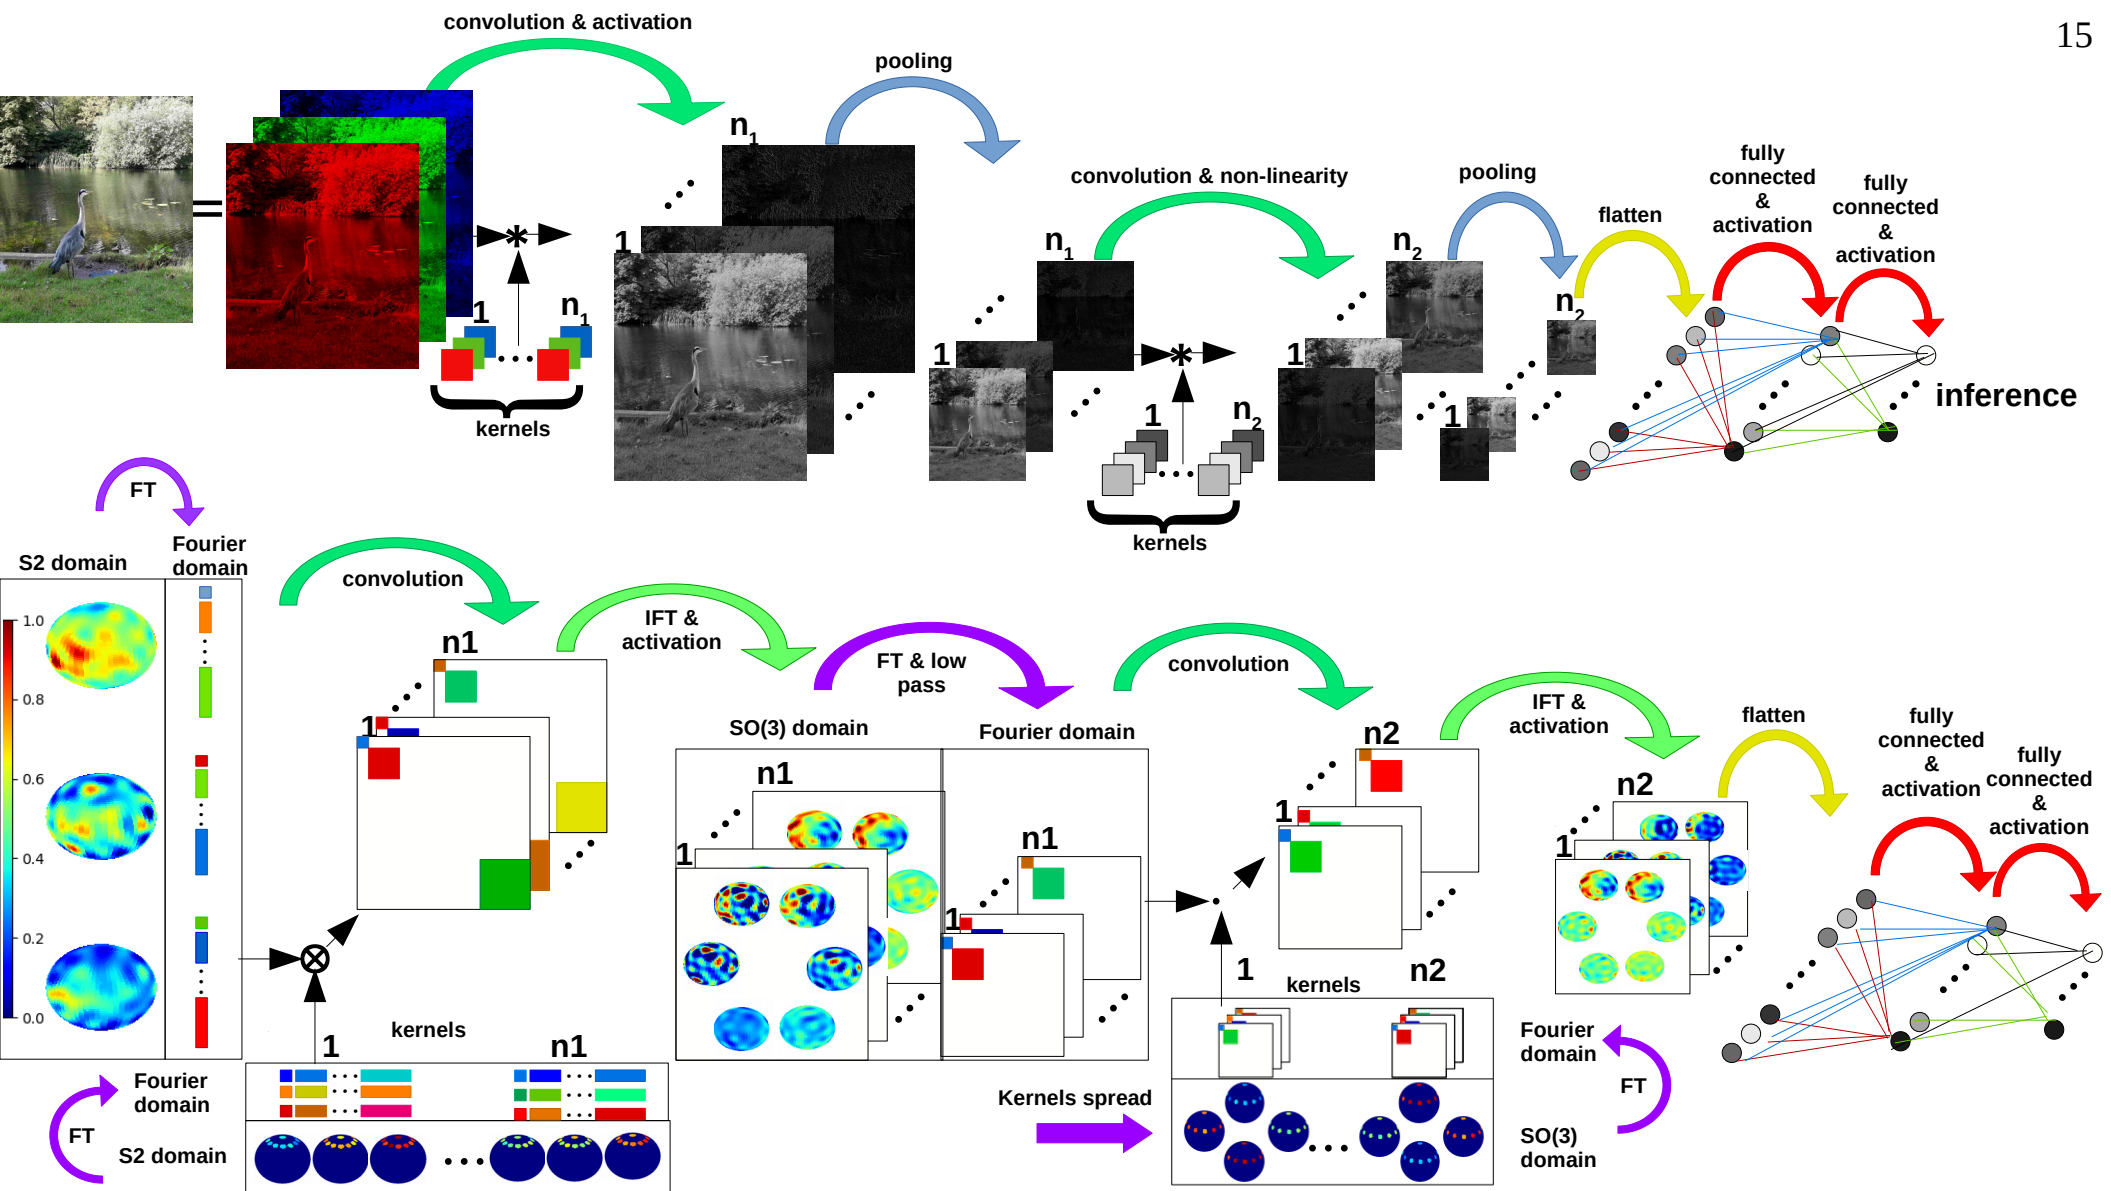 15
convolution & activation
pooling
n1
1
1
n1
kernels
convolution & non-linearity
n1
1
1
n2
kernels
pooling
n2
1
n2
1
flatten
fully
connected
&
activation
fully
connected
&
activation
inference
FT
S2 domain
Fourier
domain
1.0
0.8
0.6
0.4
0.2
0.0
convolution
n1
1
kernels
1
n1
Fourier
domain
FT
S2 domain
IFT &
activation
FT & low
pass
SO(3) domain
n1
1
Fourier domain
n1
1
convolution
n2
1
1
kernels
n2
Kernels spread
IFT &
activation
n2
1
Fourier
domain
FT
SO(3)
domain
flatten
fully
connected
&
activation
fully
connected
&
activation